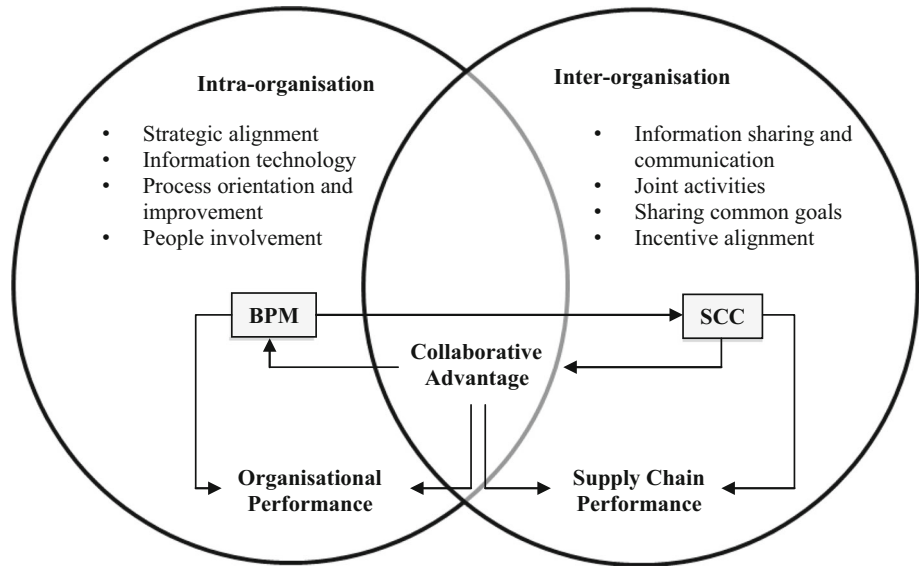 Intra-organisation
• Strategic alignment
• Information technology
• Process orientation and
improvement
• People involvement
Inter-organisation
• Information sharing and
communication
• Joint activities
• Sharing common goals
• Incentive alignment
BPM
SCC
Collaborative
Advantage
Organisational
Performance
Supply Chain
Performance